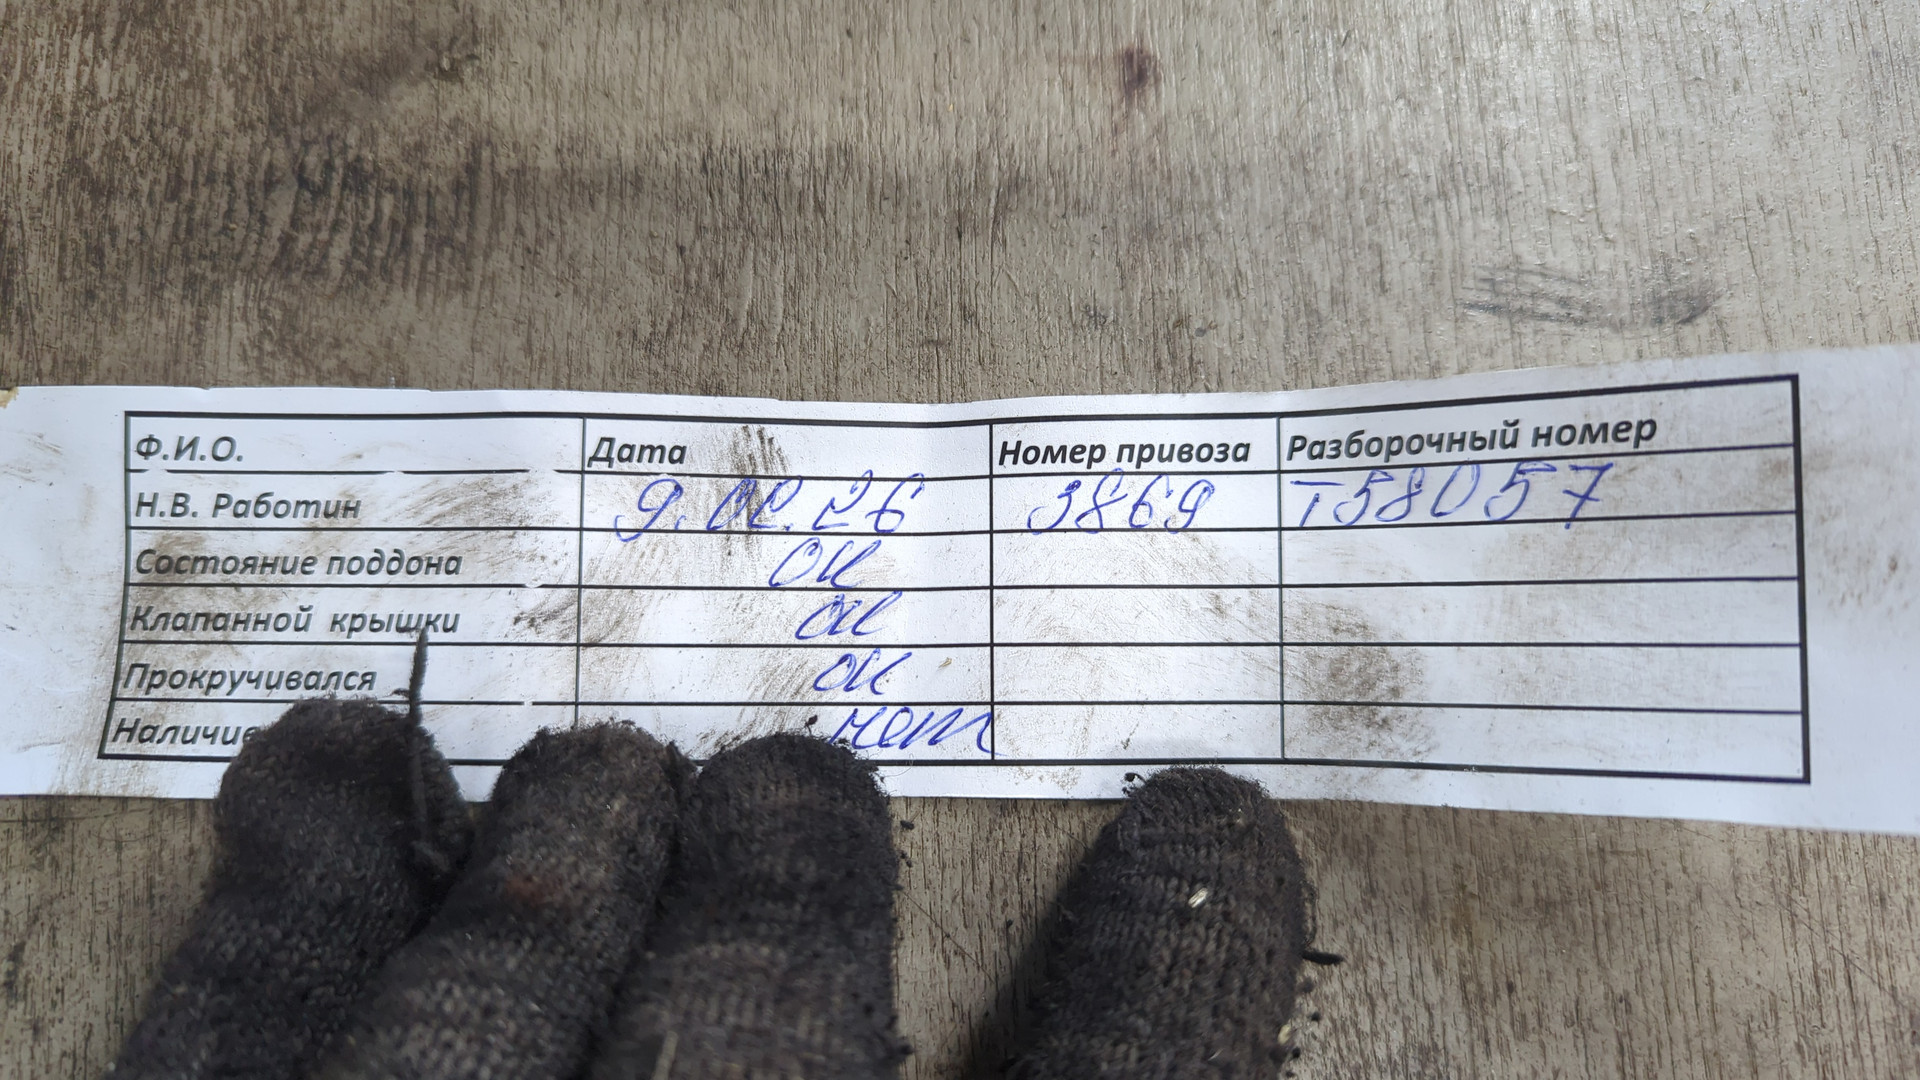 Ф.И.О. Дата Номер привоза Разборочный номер
Н.В. Работин 9.02.26 3869 T58057
Состояние поддона ок
Клапанной крышки ок
Прокручивался ок
Наличие нет